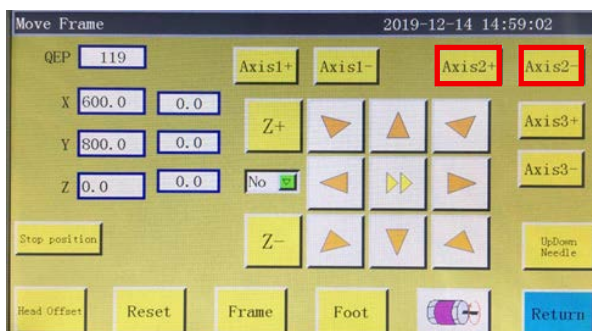 Move Frame 2019-12-14 14:59:02
QEP 119 Axis1+ Axis1- Axis2+ Axis2-
X 600.0 0.0 Z+ Axis3+
Y 800.0 0.0
Z 0.0 0.0 No Axis3-
Stop position Z- UpDown
Needle
Head Offset Reset Frame Foot Return